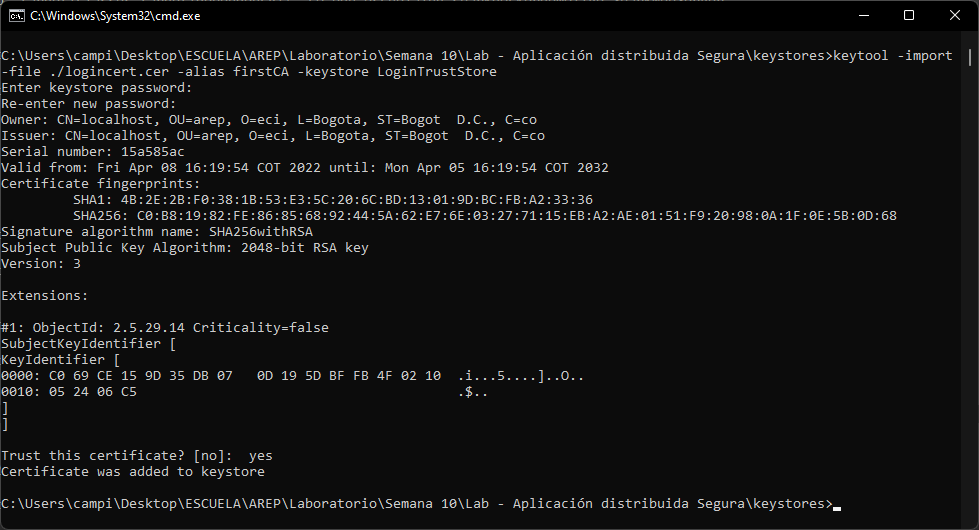 C:\Windows\System32\cmd.exe
C:\Users\campi\Desktop\ESCUELA\AREP\Laboratorio\Semana 10\Lab - Aplicación distribuida Segura\keystores>keytool -import
-file ./logincert.cer -alias firstCA -keystore LoginTrustStore
Enter keystore password:
Re-enter new password:
Owner: CN=localhost, OU=arep, O=eci, L=Bogota, ST=Bogot  D.C., C=co
Issuer: CN=localhost, OU=arep, O=eci, L=Bogota, ST=Bogot  D.C., C=co
Serial number: 15a585ac
Valid from: Fri Apr 08 16:19:54 COT 2022 until: Mon Apr 05 16:19:54 COT 2032
Certificate fingerprints:
         SHA1: 4B:2E:2B:F0:38:1B:53:E3:5C:20:6C:BD:13:01:9D:BC:FB:A2:33:36
         SHA256: C0:B8:19:82:FE:86:85:68:92:44:5A:62:E7:6E:03:27:71:15:EB:A2:AE:01:51:F9:20:98:0A:1F:0E:5B:0D:68
Signature algorithm name: SHA256withRSA
Subject Public Key Algorithm: 2048-bit RSA key
Version: 3
Extensions:
#1: ObjectId: 2.5.29.14 Criticality=false
SubjectKeyIdentifier [
KeyIdentifier [
0000: C0 69 CE 15 9D 35 DB 07   0D 19 5D BF FB 4F 02 10  .i...5....]..O..
0010: 05 24 06 C5                                        .$..
]
]
Trust this certificate? [no]:  yes
Certificate was added to keystore
C:\Users\campi\Desktop\ESCUELA\AREP\Laboratorio\Semana 10\Lab - Aplicación distribuida Segura\keystores>